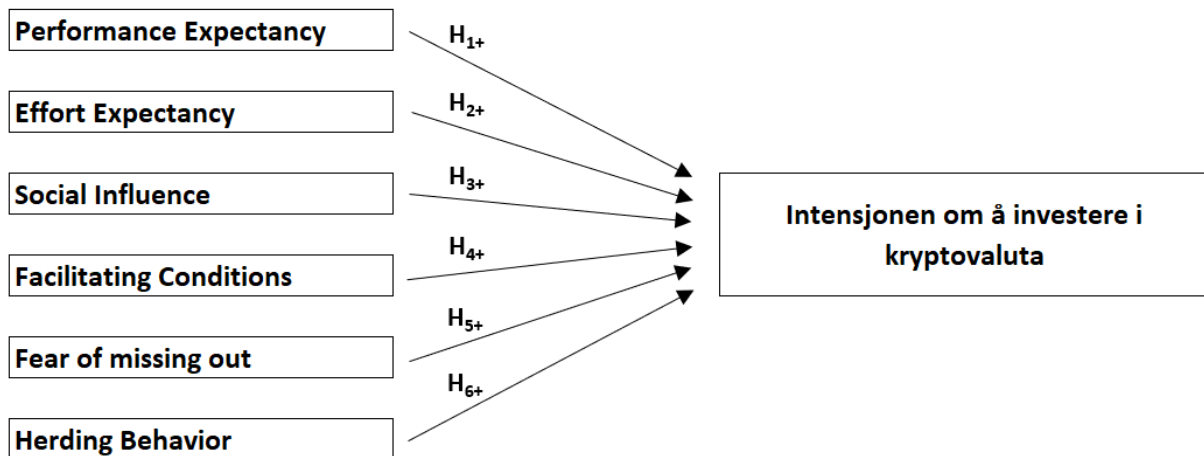 Performance Expectancy
H1+
Effort Expectancy
H2+
Social Influence
H3+
Intensjonen om å investere i
kryptovaluta
Facilitating Conditions
H4+
Fear of missing out
H5+
Herding Behavior
H6+